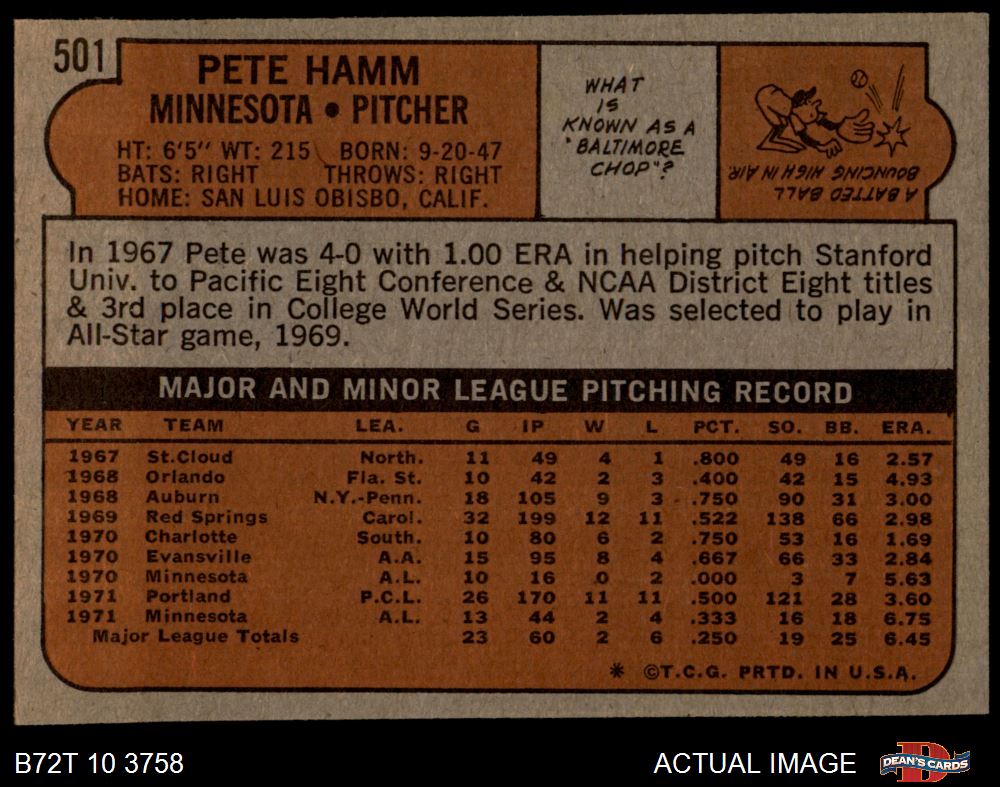 501
PETE HAMM
MINNESOTA • PITCHER
HT: 6'5" WT: 215 BORN: 9-20-47
BATS: RIGHT THROWS: RIGHT
HOME: SAN LUIS OBISBO, CALIF.
WHAT
IS
KNOWN AS A
"BALTIMORE
CHOP"?
A BATTED BALL
BOUNCING HIGH IN AIR
In 1967 Pete was 4-0 with 1.00 ERA in helping pitch Stanford
Univ. to Pacific Eight Conference & NCAA District Eight titles
& 3rd place in College World Series. Was selected to play in
All-Star game, 1969.
MAJOR AND MINOR LEAGUE PITCHING RECORD
YEAR TEAM LEA. G IP W L PCT. SO. BB. ERA.
1967 St.Cloud North. 11 49 4 1 .800 49 16 2.57
1968 Orlando Fla. St. 10 42 2 3 .400 42 15 4.93
1968 Auburn N.Y.-Penn. 18 105 9 3 .750 90 31 3.00
1969 Red Springs Carol. 32 199 12 11 .522 138 66 2.98
1970 Charlotte South. 10 80 6 2 .750 53 16 1.69
1970 Evansville A.A. 15 95 8 4 .667 66 33 2.84
1970 Minnesota A.L. 10 16 0 2 .000 3 7 5.63
1971 Portland P.C.L. 26 170 11 11 .500 121 28 3.60
1971 Minnesota A.L. 13 44 2 4 .333 16 18 6.75
Major League Totals 23 60 2 6 .250 19 25 6.45
* ©T.C.G. PRTD. IN U.S.A.
B72T 10 3758
ACTUAL IMAGE
DEAN'S CARDS